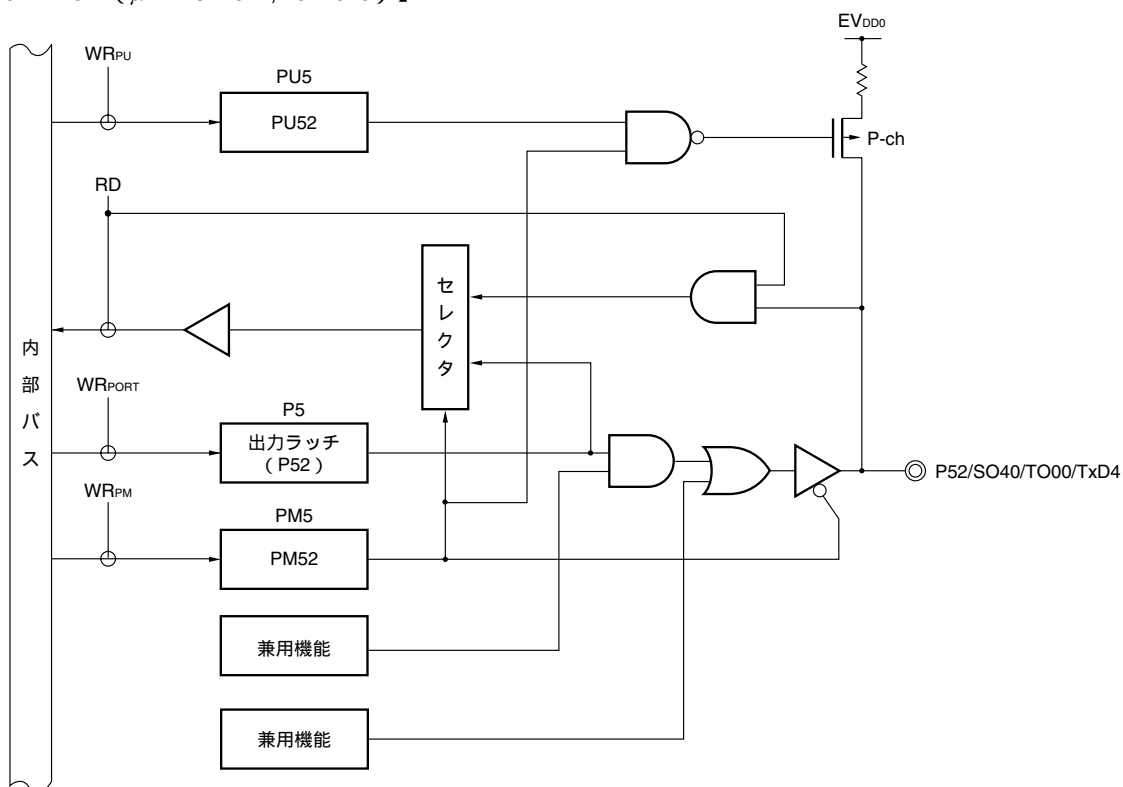 EVDD0
WRPU
PU5
PU52
P-ch
RD
セレクタ
内部バス
WRPORT
P5
出力ラッチ
(P52)
P52/SO40/TO00/TxD4
WRPM
PM5
PM52
兼用機能
兼用機能